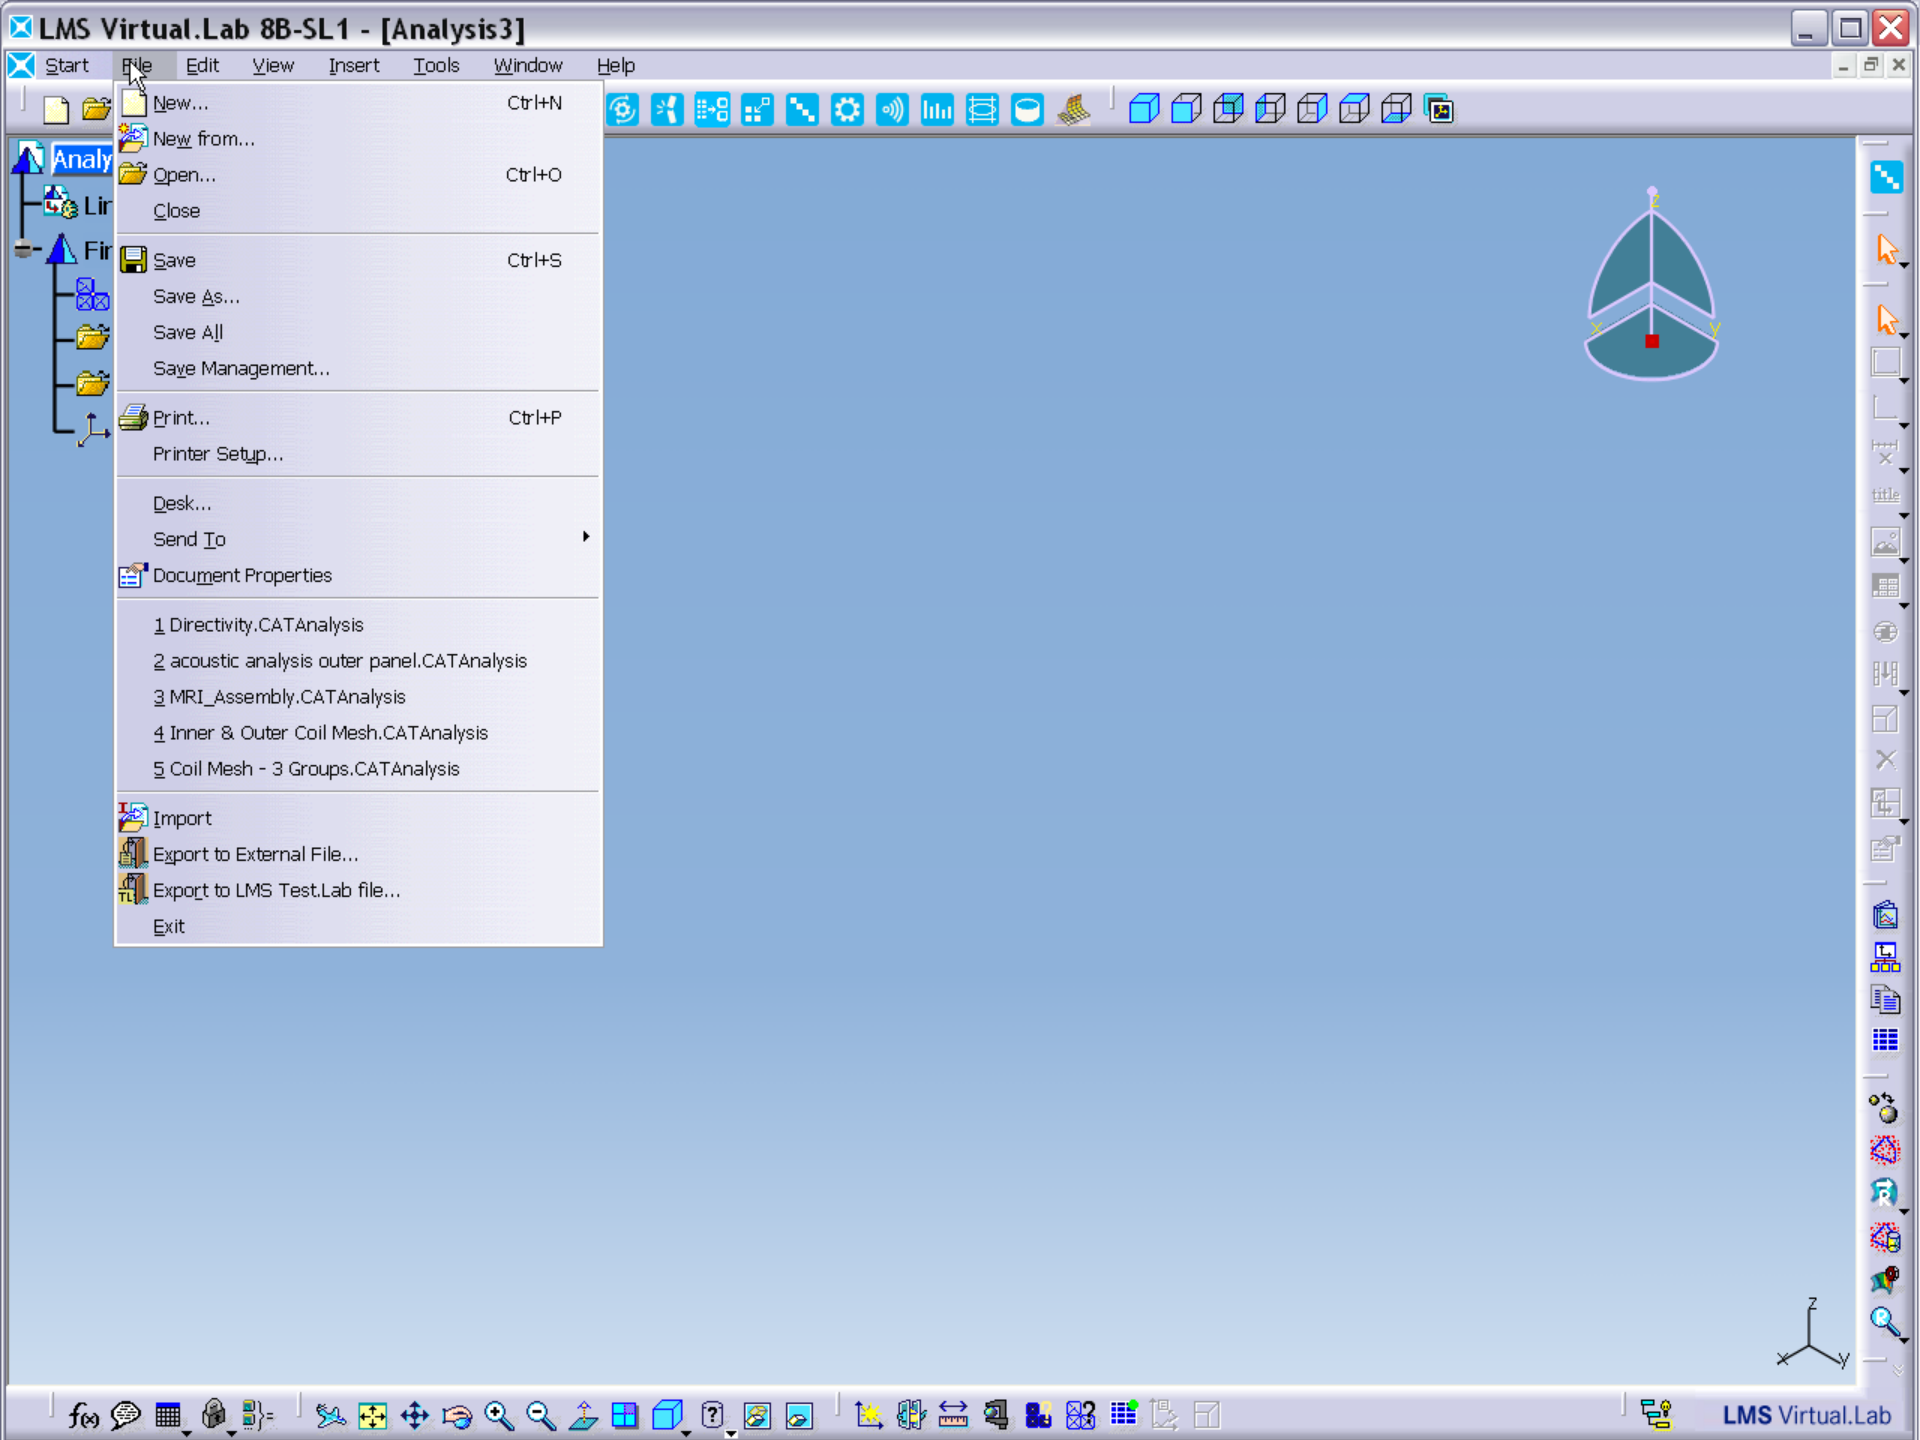 LMS Virtual.Lab 8B-SL1 - [Analysis3]
Start File Edit View Insert Tools Window Help
New... Ctrl+N
New from...
Open... Ctrl+O
Close
Save Ctrl+S
Save As...
Save All
Save Management...
Print... Ctrl+P
Printer Setup...
Desk...
Send To
Document Properties
1 Directivity.CATAnalysis
2 acoustic analysis outer panel.CATAnalysis
3 MRI_Assembly.CATAnalysis
4 Inner & Outer Coil Mesh.CATAnalysis
5 Coil Mesh - 3 Groups.CATAnalysis
Import
Export to External File...
Export to LMS Test.Lab file...
Exit
Analy
Lin
Fin
z
x y
title
z
x y
f(x)
LMS Virtual.Lab